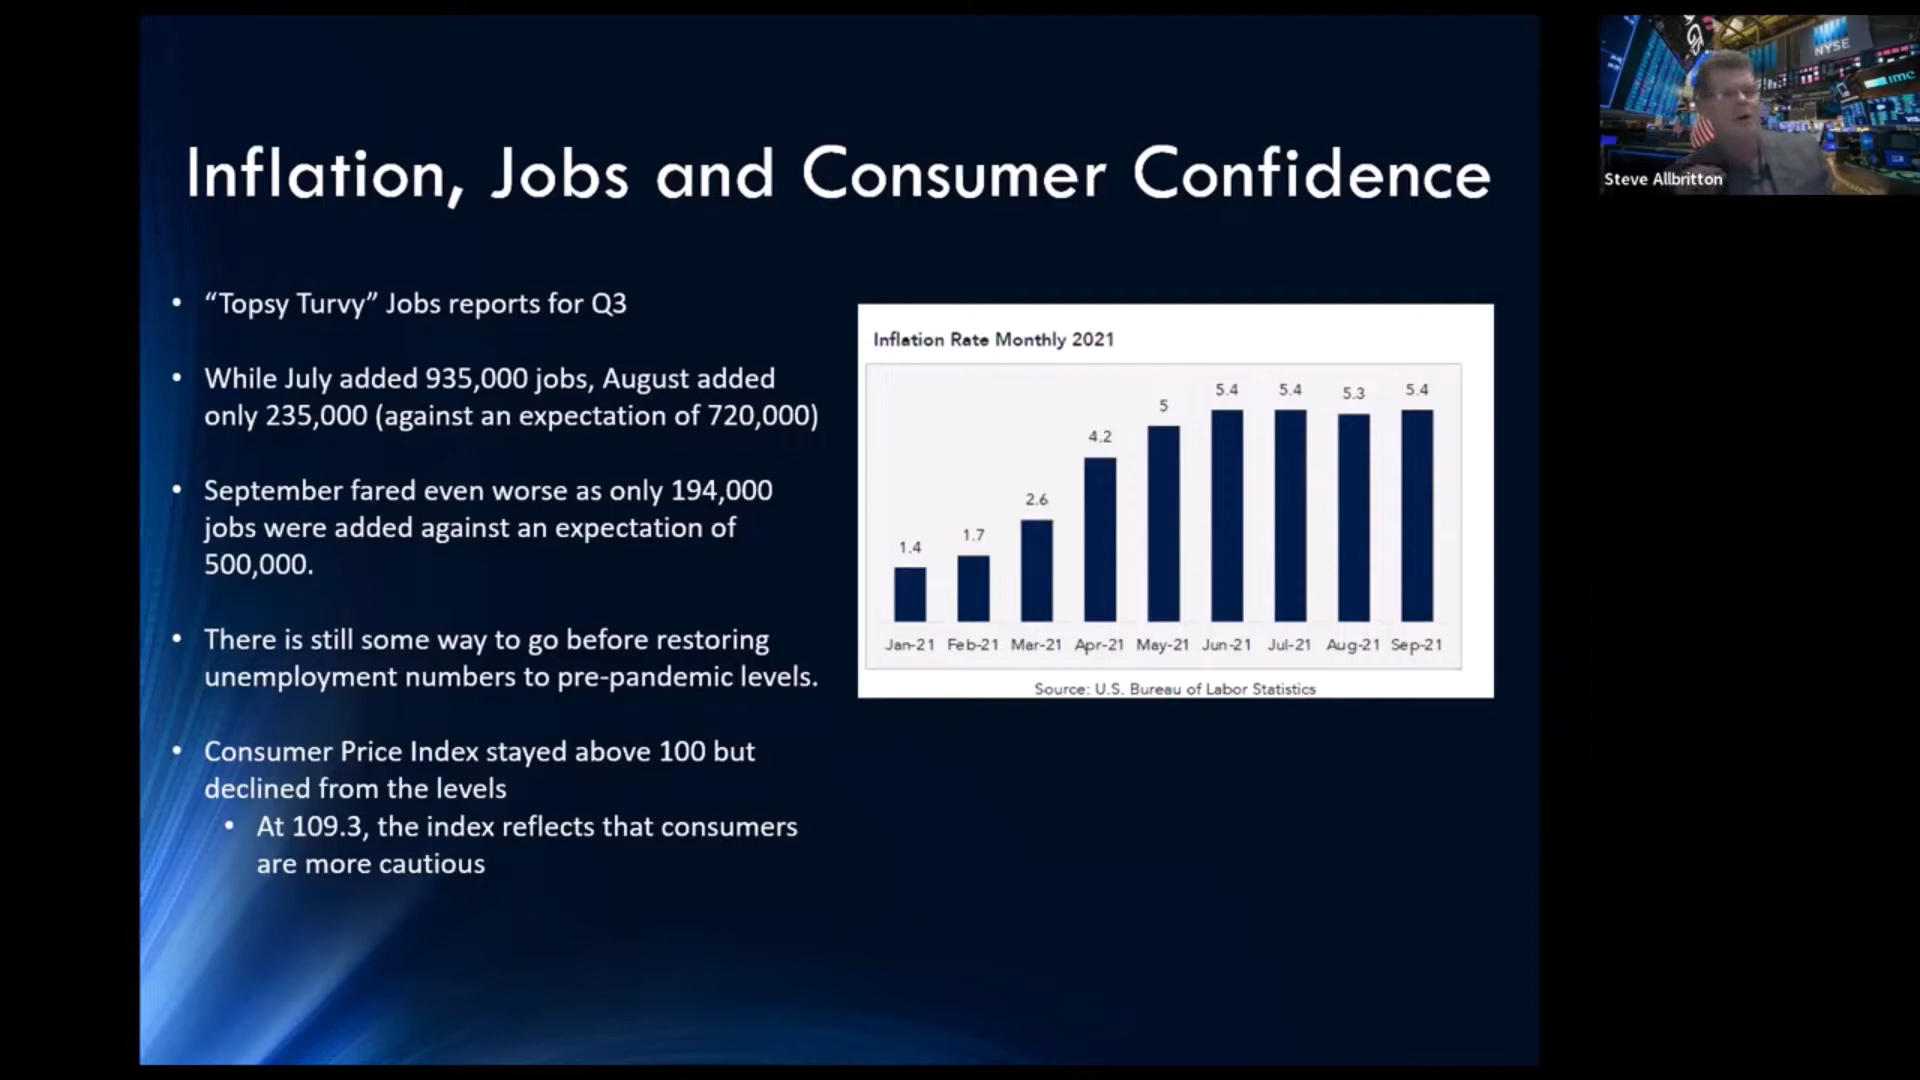 Inflation, Jobs and Consumer Confidence
• “Topsy Turvy” Jobs reports for Q3
• While July added 935,000 jobs, August added
only 235,000 (against an expectation of 720,000)
• September fared even worse as only 194,000
jobs were added against an expectation of
500,000.
• There is still some way to go before restoring
unemployment numbers to pre-pandemic levels.
• Consumer Price Index stayed above 100 but
declined from the levels
• At 109.3, the index reflects that consumers
are more cautious
Inflation Rate Monthly 2021
1.4 1.7 2.6 4.2 5 5.4 5.4 5.3 5.4
Jan-21 Feb-21 Mar-21 Apr-21 May-21 Jun-21 Jul-21 Aug-21 Sep-21
Source: U.S. Bureau of Labor Statistics
NYSE
imc
Steve Allbritton